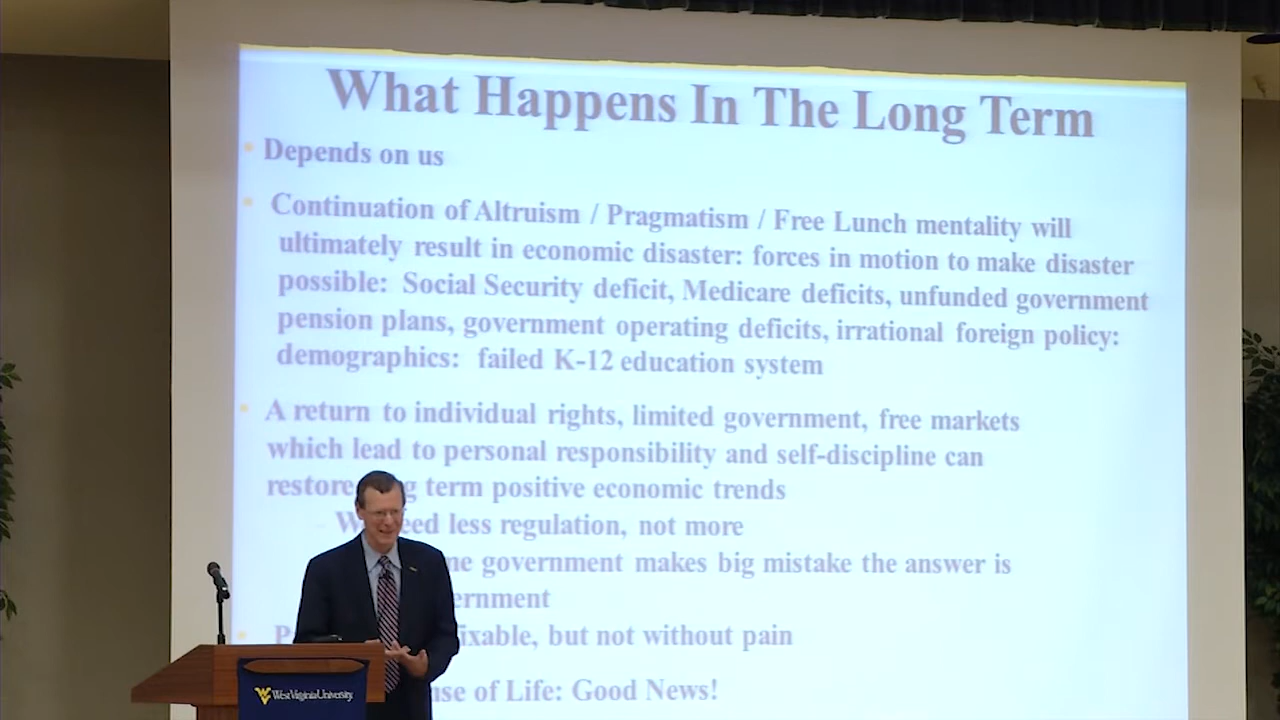 What Happens In The Long Term
Depends on us
Continuation of Altruism / Pragmatism / Free Lunch mentality will
ultimately result in economic disaster: forces in motion to make disaster
possible: Social Security deficit, Medicare deficits, unfunded government
pension plans, government operating deficits, irrational foreign policy:
demographics: failed K-12 education system
A return to individual rights, limited government, free markets
which lead to personal responsibility and self-discipline can
restore term positive economic trends
less regulation, not more
government makes big mistake the answer is
but not without pain
of Life: Good News!
West Virginia University